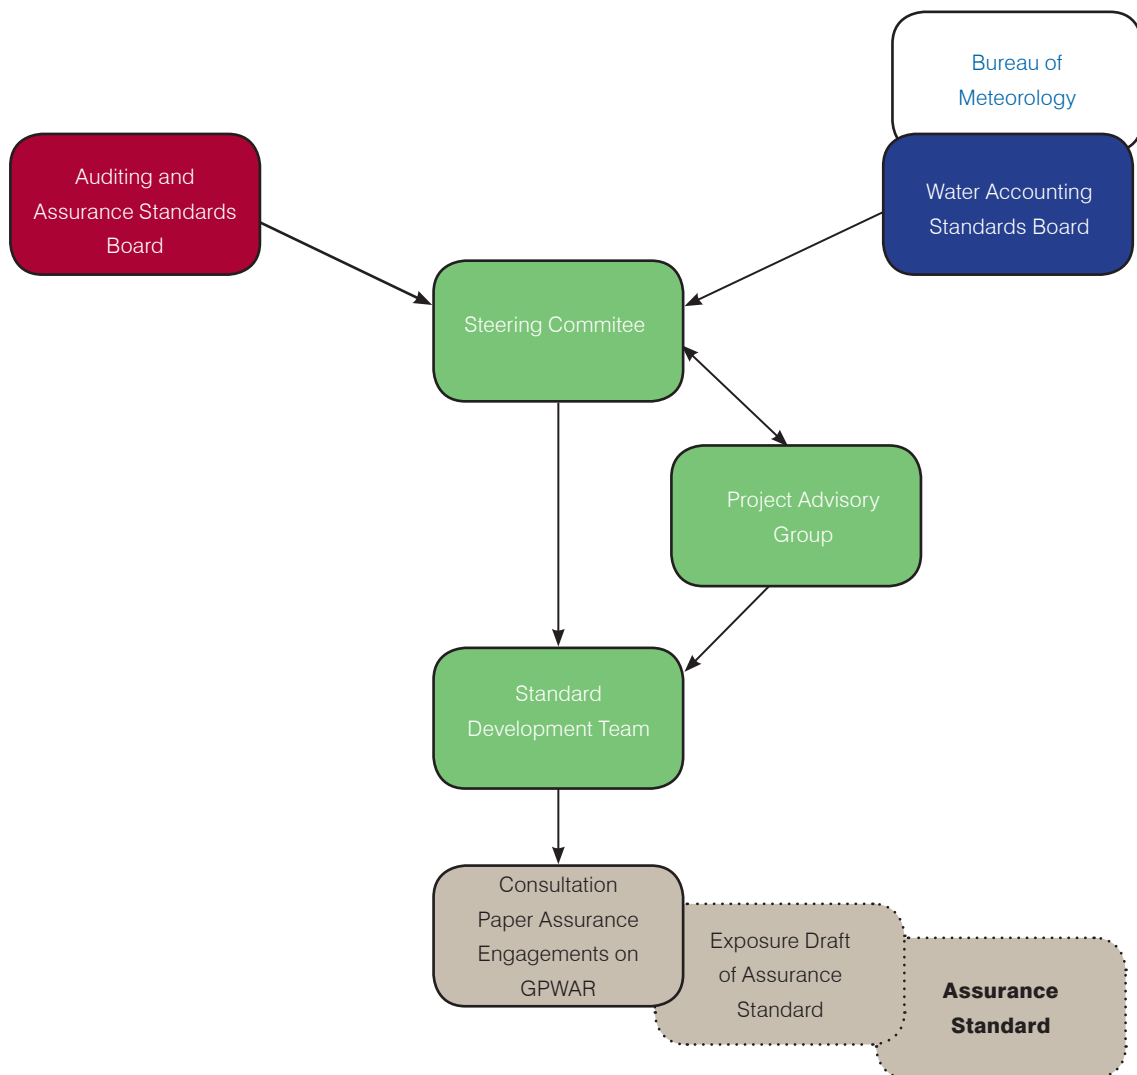 Bureau of
Meteorology
Auditing and
Assurance Standards
Board
Water Accounting
Standards Board
Steering Commitee
Project Advisory
Group
Standard
Development Team
Consultation
Paper Assurance
Engagements on
GPWAR
Exposure Draft
of Assurance
Standard
Assurance
Standard